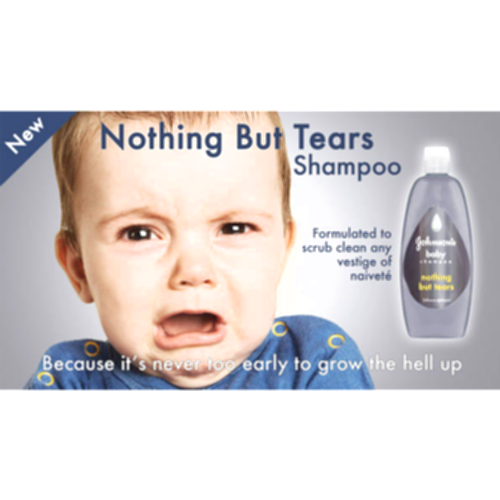 New
Nothing But Tears
Shampoo
Formulated to
scrub clean any
vestige of
naiveté
Johnson's
baby
shampoo
nothing
but tears
Because it's never too early to grow the hell up